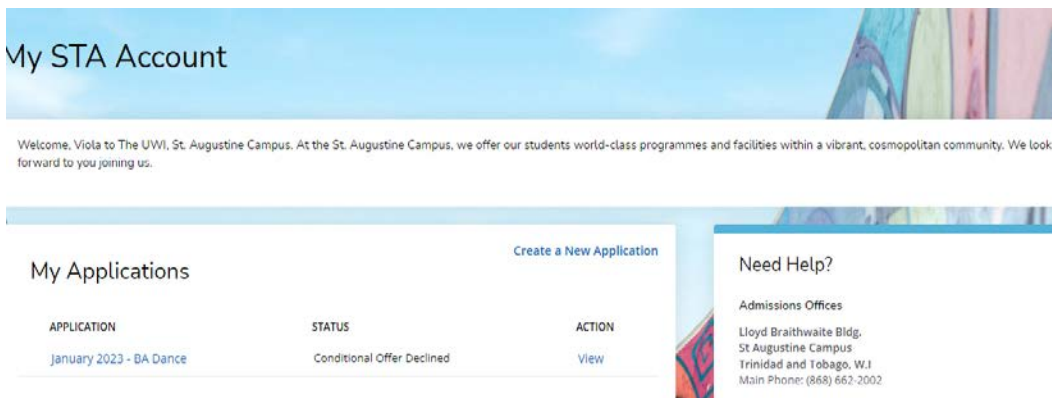 My STA Account
Welcome, Viola to The UWI, St. Augustine Campus. At the St. Augustine Campus, we offer our students world-class programmes and facilities within a vibrant, cosmopolitan community. We look
forward to you joining us.
My Applications
Create a New Application
APPLICATION STATUS ACTION
January 2023 - BA Dance Conditional Offer Declined View
Need Help?
Admissions Offices
Lloyd Braithwaite Bldg.
St Augustine Campus
Trinidad and Tobago, W.I
Main Phone: (868) 662-2002